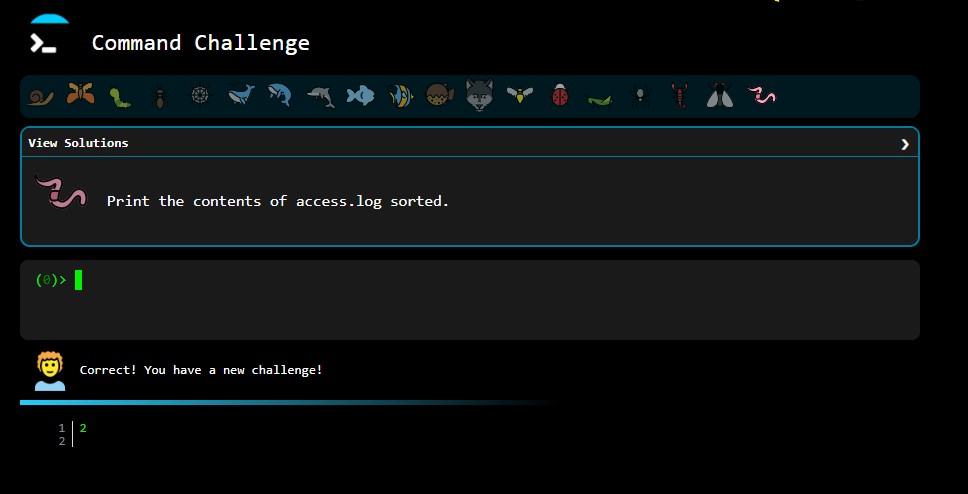 Command Challenge
View Solutions
Print the contents of access.log sorted.
(0)>
Correct! You have a new challenge!
1 2
2